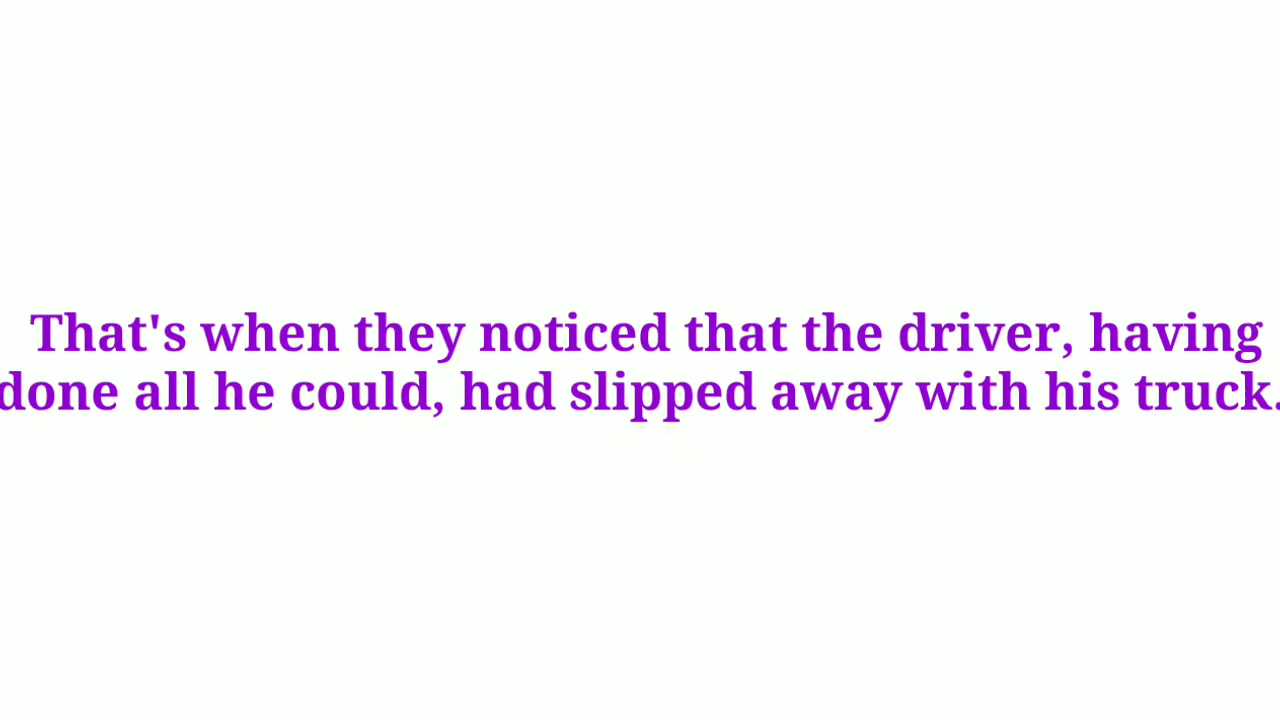 That's when they noticed that the driver, having
done all he could, had slipped away with his truck.